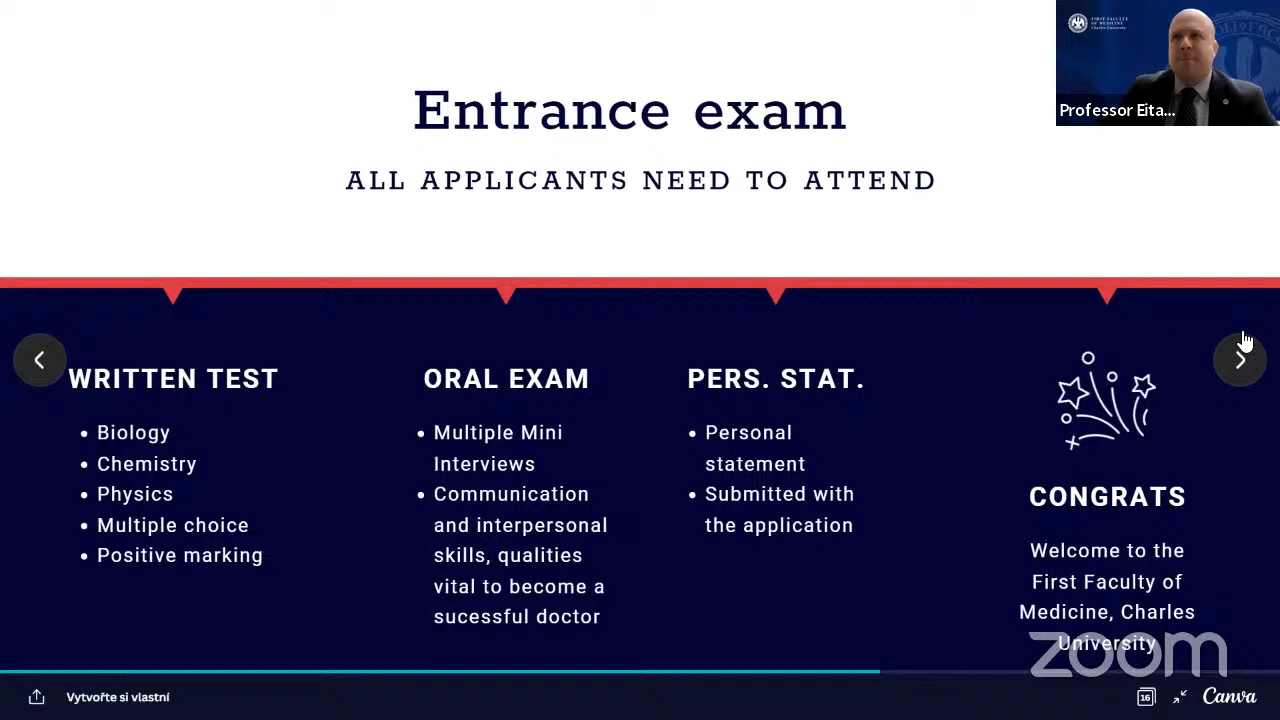 Entrance exam
ALL APPLICANTS NEED TO ATTEND
FIRST FACULTY
OF MEDICINE
Charles University
Professor Eita...
WRITTEN TEST
• Biology
• Chemistry
• Physics
• Multiple choice
• Positive marking
ORAL EXAM
• Multiple Mini
Interviews
• Communication
and interpersonal
skills, qualities
vital to become a
sucessful doctor
PERS. STAT.
• Personal
statement
• Submitted with
the application
CONGRATS
Welcome to the
First Faculty of
Medicine, Charles
University
zoom
Vytvořte si vlastní
16
Canva